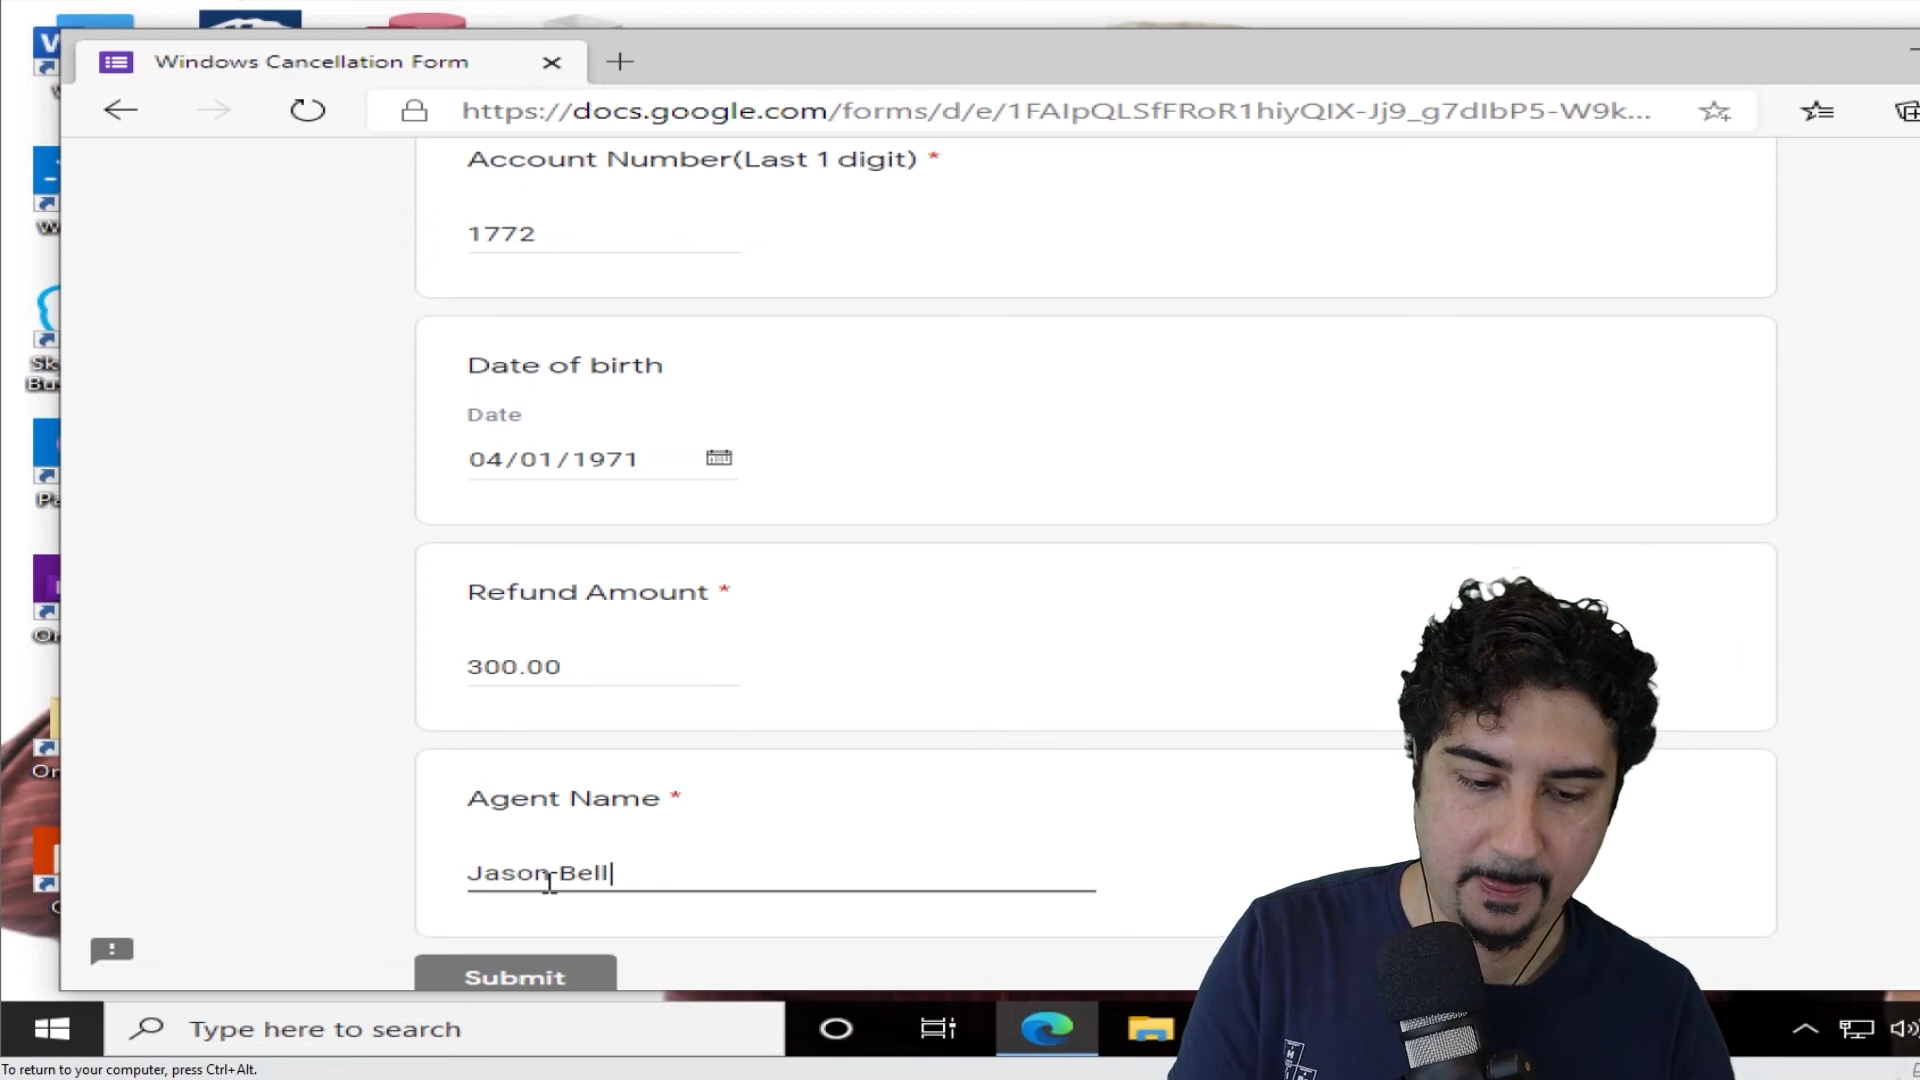 Windows Cancellation Form
https://docs.google.com/forms/d/e/1FAIpQLSfFRoR1hiyQIX-Jj9_g7dIbP5-W9k...
Account Number(Last 1 digit) *
1772
Date of birth
Date
04/01/1971
Refund Amount *
300.00
Agent Name *
Jason Bell
Submit
Type here to search
To return to your computer, press Ctrl+Alt.